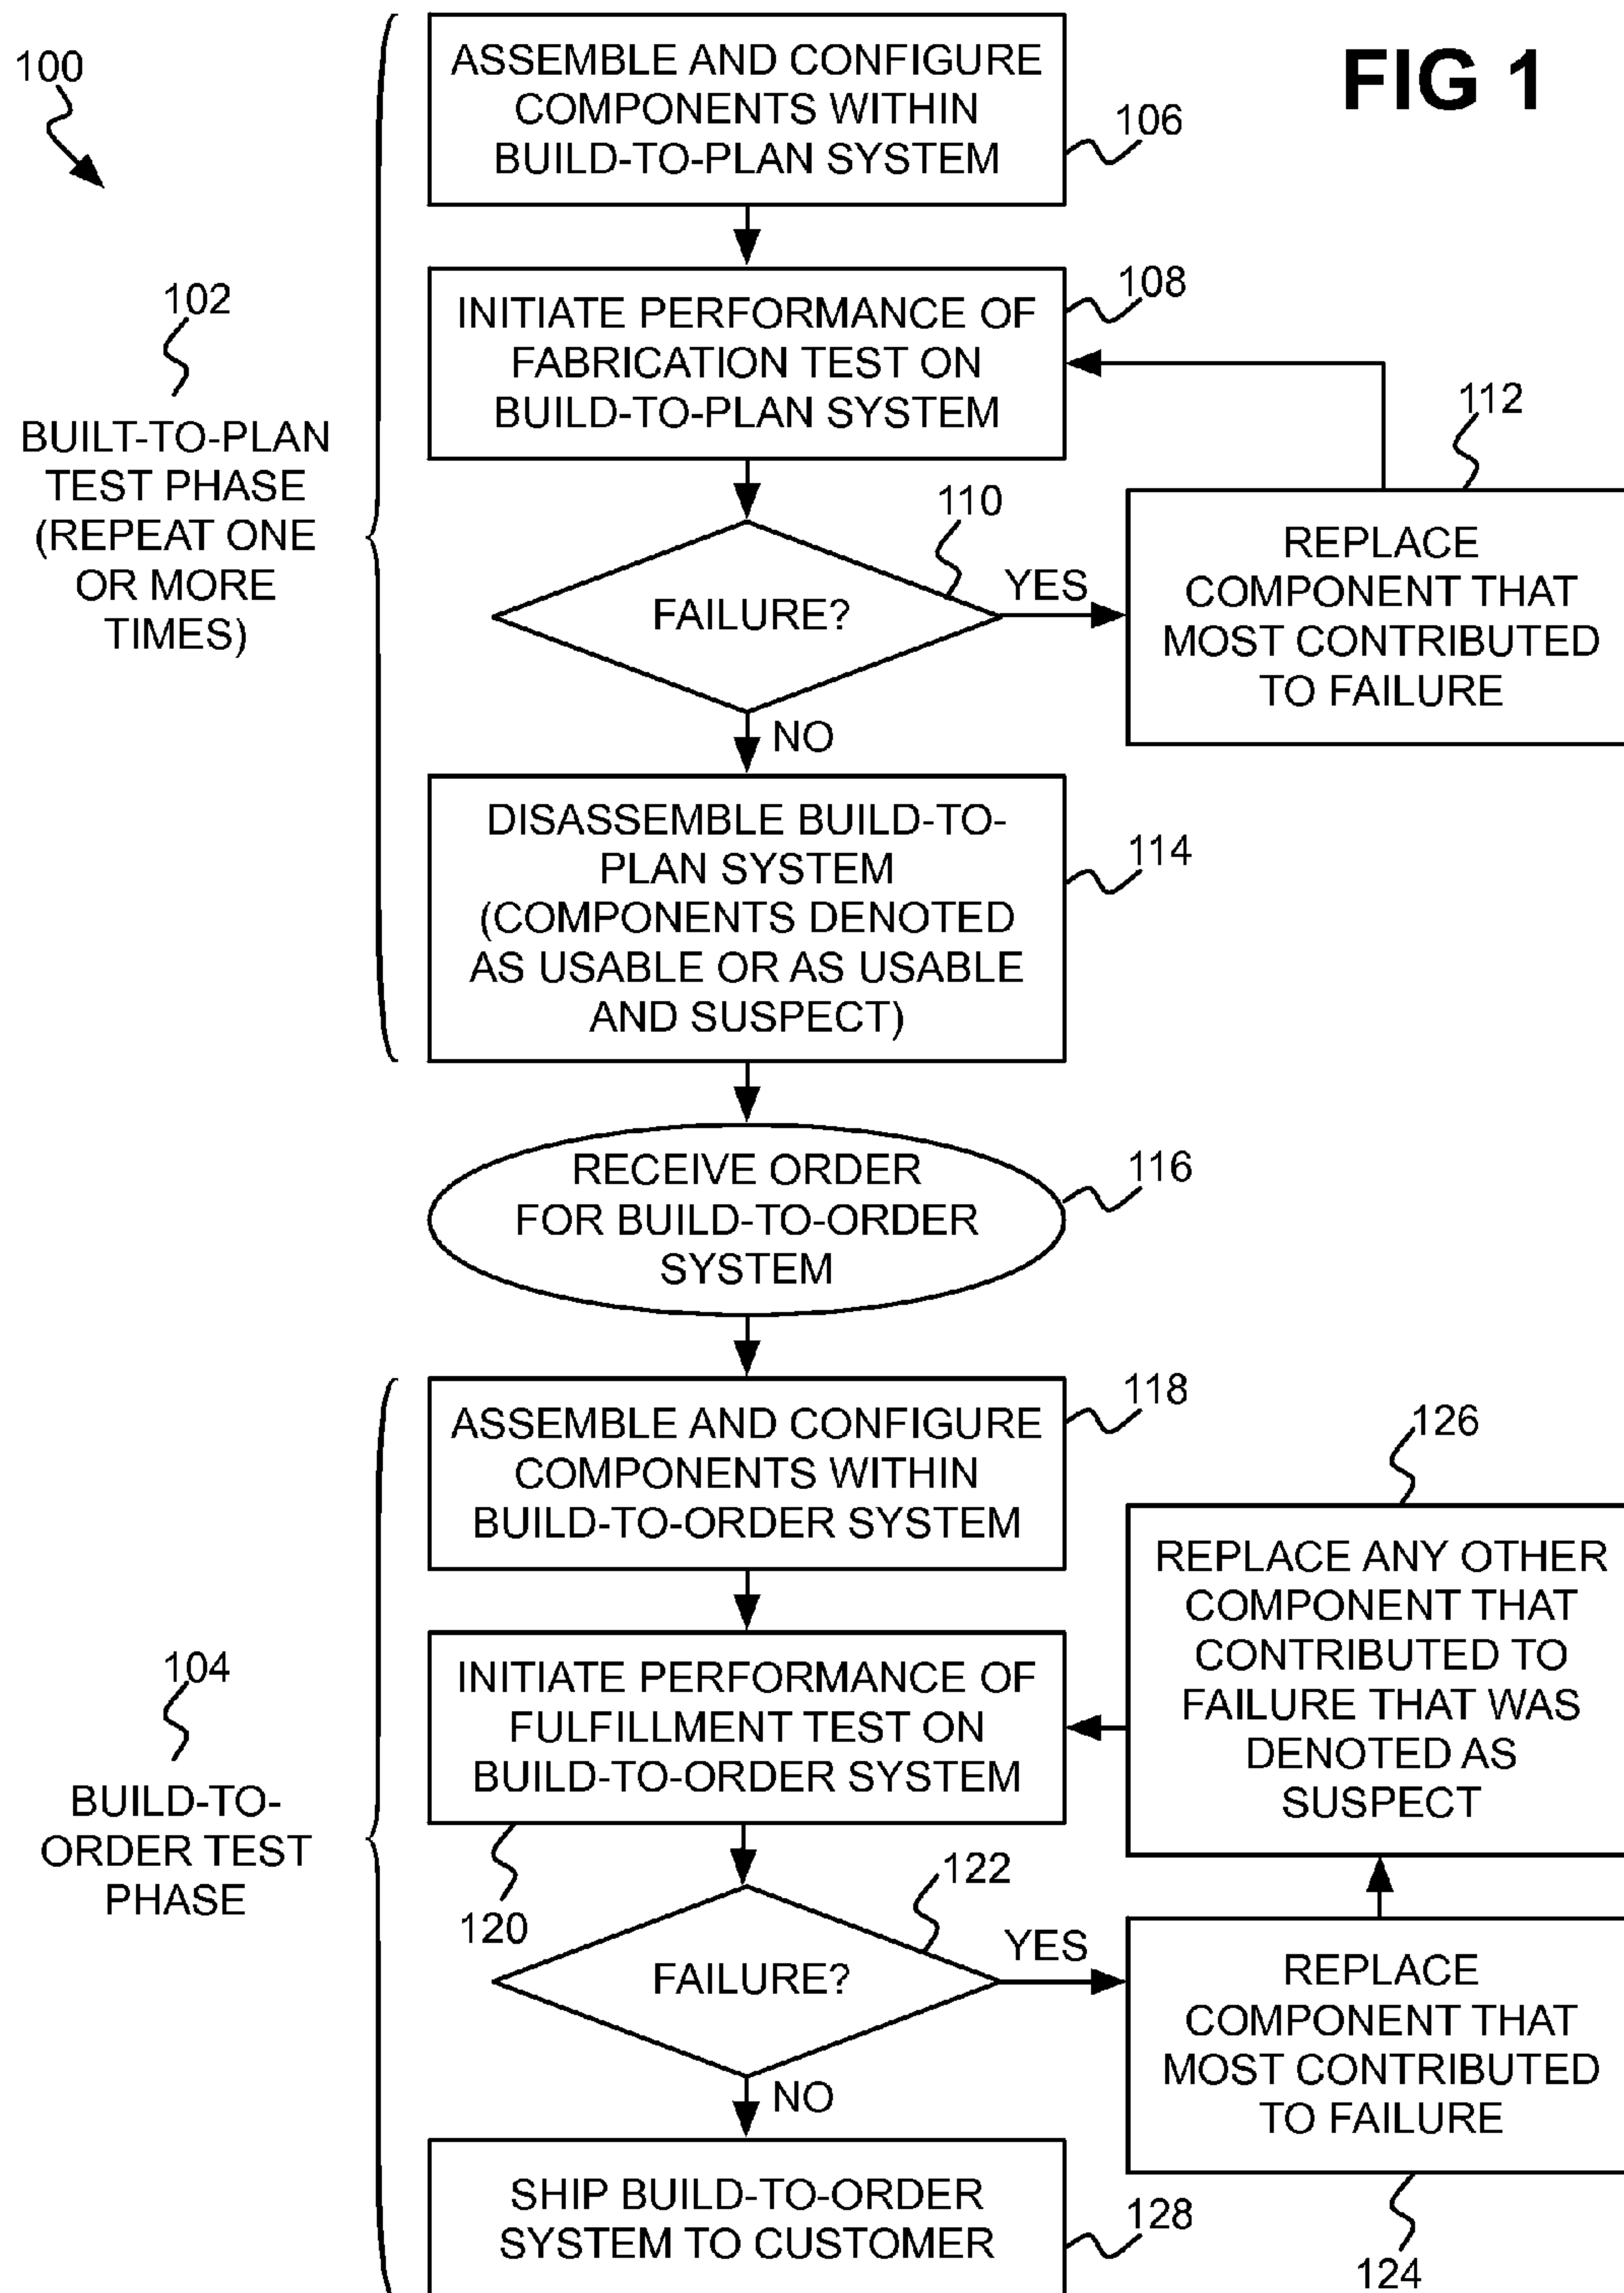 FIG 1
100
ASSEMBLE AND CONFIGURE
COMPONENTS WITHIN
BUILD-TO-PLAN SYSTEM
106
102
BUILT-TO-PLAN
TEST PHASE
(REPEAT ONE
OR MORE
TIMES)
INITIATE PERFORMANCE OF
FABRICATION TEST ON
BUILD-TO-PLAN SYSTEM
108
110
FAILURE?
YES
112
REPLACE
COMPONENT THAT
MOST CONTRIBUTED
TO FAILURE
NO
DISASSEMBLE BUILD-TO-
PLAN SYSTEM
(COMPONENTS DENOTED
AS USABLE OR AS USABLE
AND SUSPECT)
114
RECEIVE ORDER
FOR BUILD-TO-ORDER
SYSTEM
116
104
BUILD-TO-
ORDER TEST
PHASE
ASSEMBLE AND CONFIGURE
COMPONENTS WITHIN
BUILD-TO-ORDER SYSTEM
118
INITIATE PERFORMANCE OF
FULFILLMENT TEST ON
BUILD-TO-ORDER SYSTEM
120
126
REPLACE ANY OTHER
COMPONENT THAT
CONTRIBUTED TO
FAILURE THAT WAS
DENOTED AS
SUSPECT
122
FAILURE?
YES
REPLACE
COMPONENT THAT
MOST CONTRIBUTED
TO FAILURE
124
NO
SHIP BUILD-TO-ORDER
SYSTEM TO CUSTOMER
128